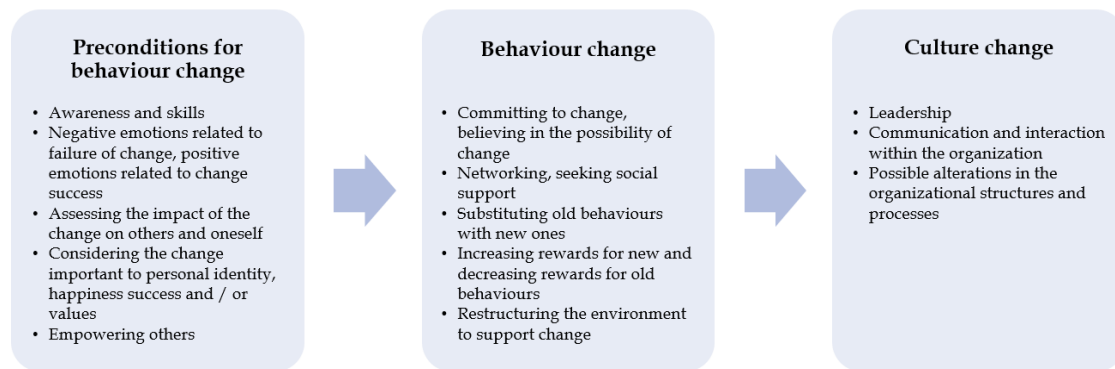 Preconditions for
behaviour change
• Awareness and skills
• Negative emotions related to
failure of change, positive
emotions related to change
success
• Assessing the impact of the
change on others and oneself
• Considering the change
important to personal identity,
happiness success and / or
values
• Empowering others
Behaviour change
• Committing to change,
believing in the possibility of
change
• Networking, seeking social
support
• Substituting old behaviours
with new ones
• Increasing rewards for new and
decreasing rewards for old
behaviours
• Restructuring the environment
to support change
Culture change
• Leadership
• Communication and interaction
within the organization
• Possible alterations in the
organizational structures and
processes